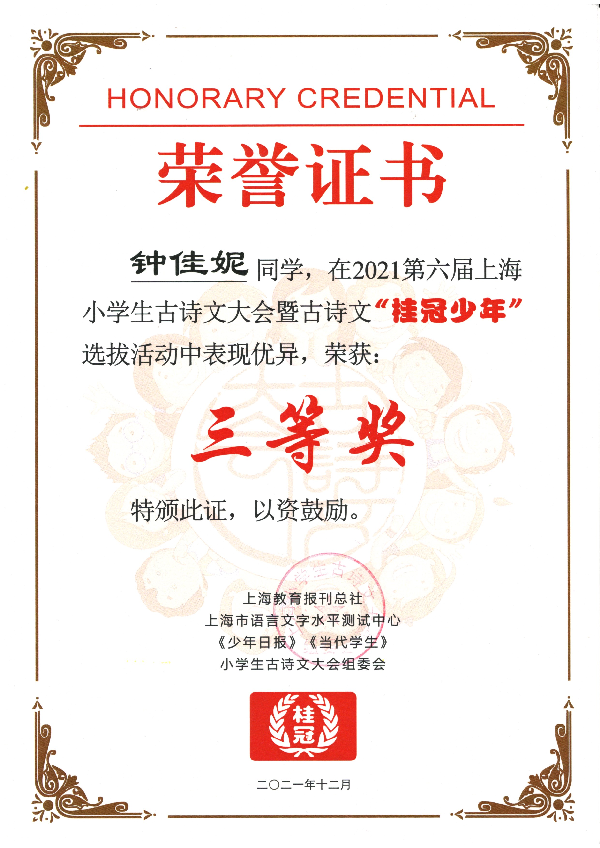 HONORARY CREDENTIAL
荣誉证书
钟佳妮 同学，在2021第六届上海
小学生古诗文大会暨古诗文“桂冠少年”
选拔活动中表现优异，荣获：
三等奖
特颁此证，以资鼓励。
上海教育报刊总社
上海市语言文字水平测试中心
《少年日报》《当代学生》
小学生古诗文大会组委会
桂冠
二〇二一年十二月